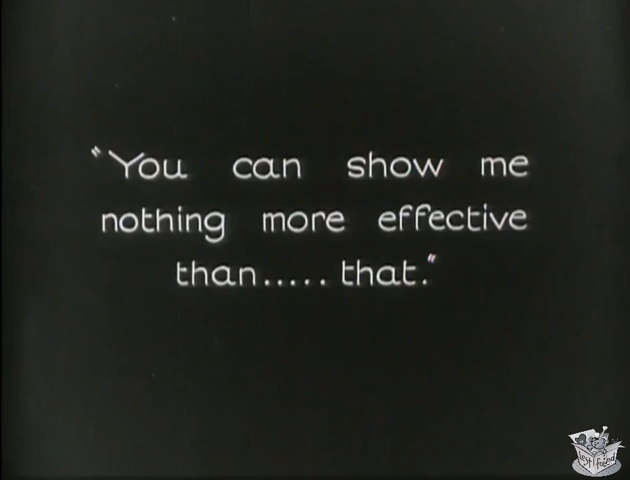 "You can show me
nothing more effective
than..... that."